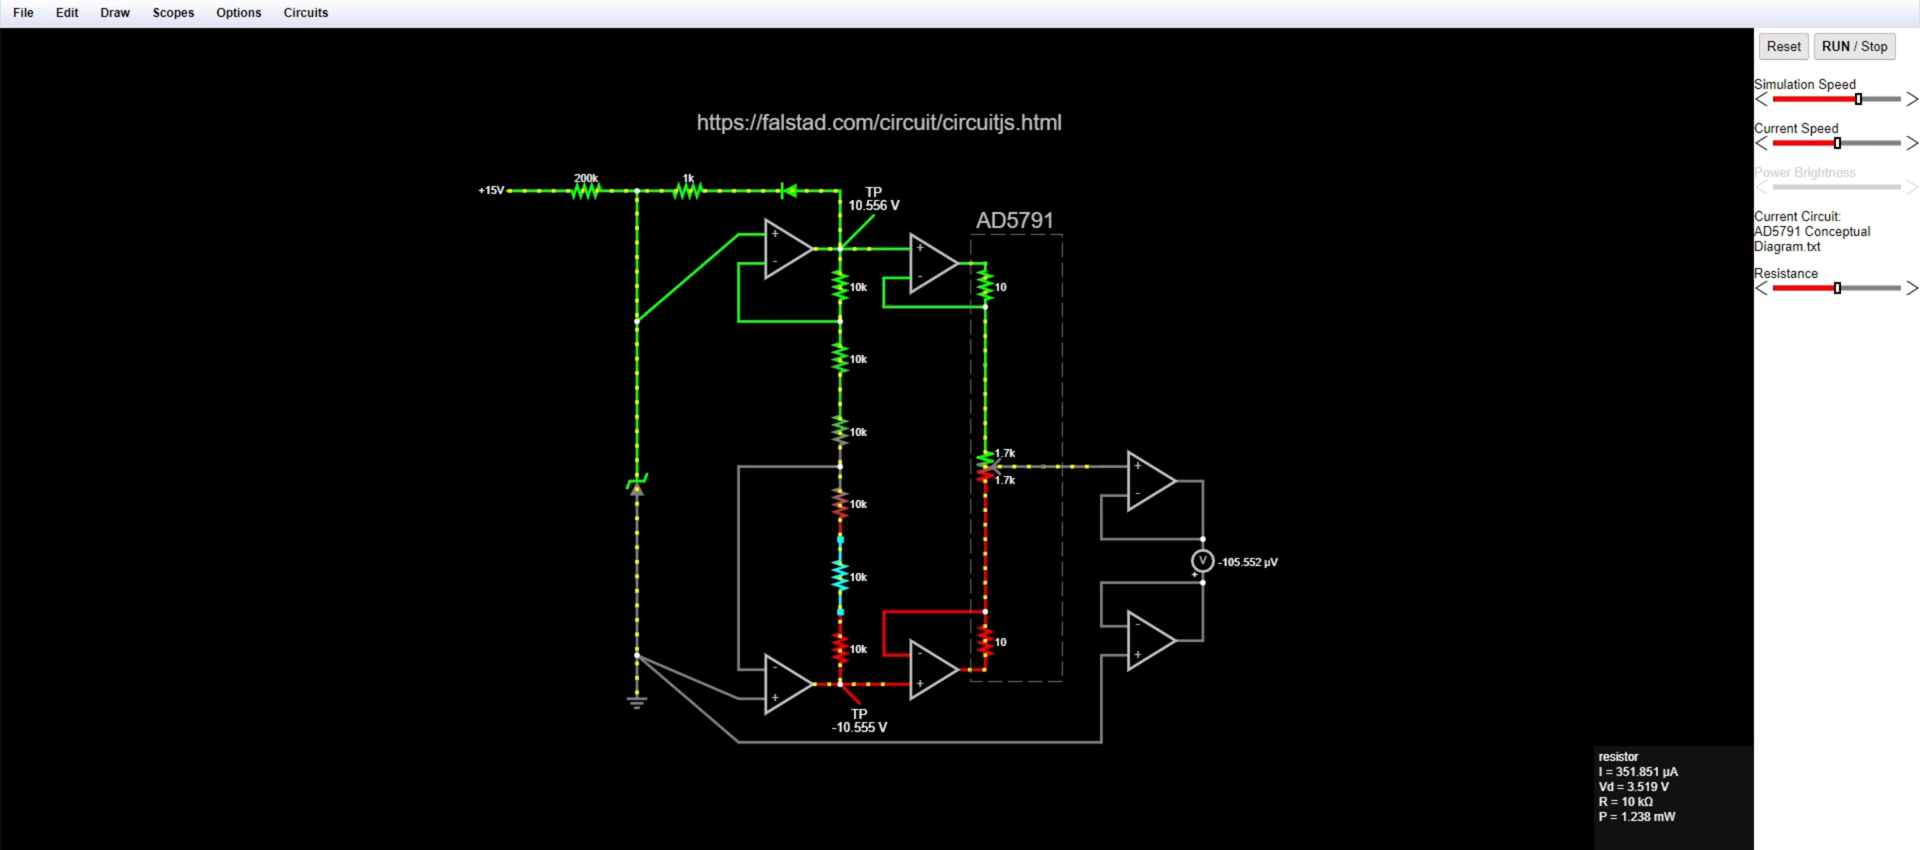 File Edit Draw Scopes Options Circuits
RUN / Stop
Reset
Simulation Speed
Current Speed
Power Brightness
Current Circuit:
AD5791 Conceptual
Diagram.txt
Resistance
https://falstad.com/circuit/circuitjs.html
+15V
200k
1k
TP
10.556 V
AD5791
+
-
+
-
10k
10
10k
10k
1.7k
1.7k
+
-
10k
V
-105.552 µV
+
10k
-
+
10k
10
-
+
-
+
TP
-10.555 V
resistor
I = 351.851 µA
Vd = 3.519 V
R = 10 kΩ
P = 1.238 mW